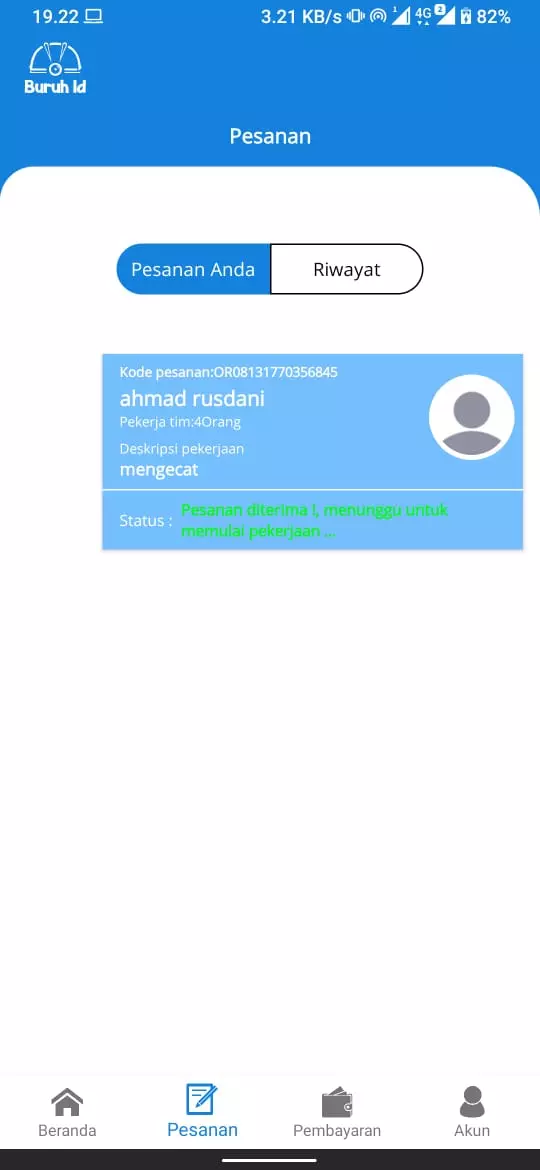 19.22 3.21 KB/s 1 4G 2 82%
Buruh Id
Pesanan
Pesanan Anda Riwayat
Kode pesanan:OR08131770356845
ahmad rusdani
Pekerja tim:4Orang
Deskripsi pekerjaan
mengecat
Status : Pesanan diterima !, menunggu untuk
memulai pekerjaan ...
Beranda Pesanan Pembayaran Akun